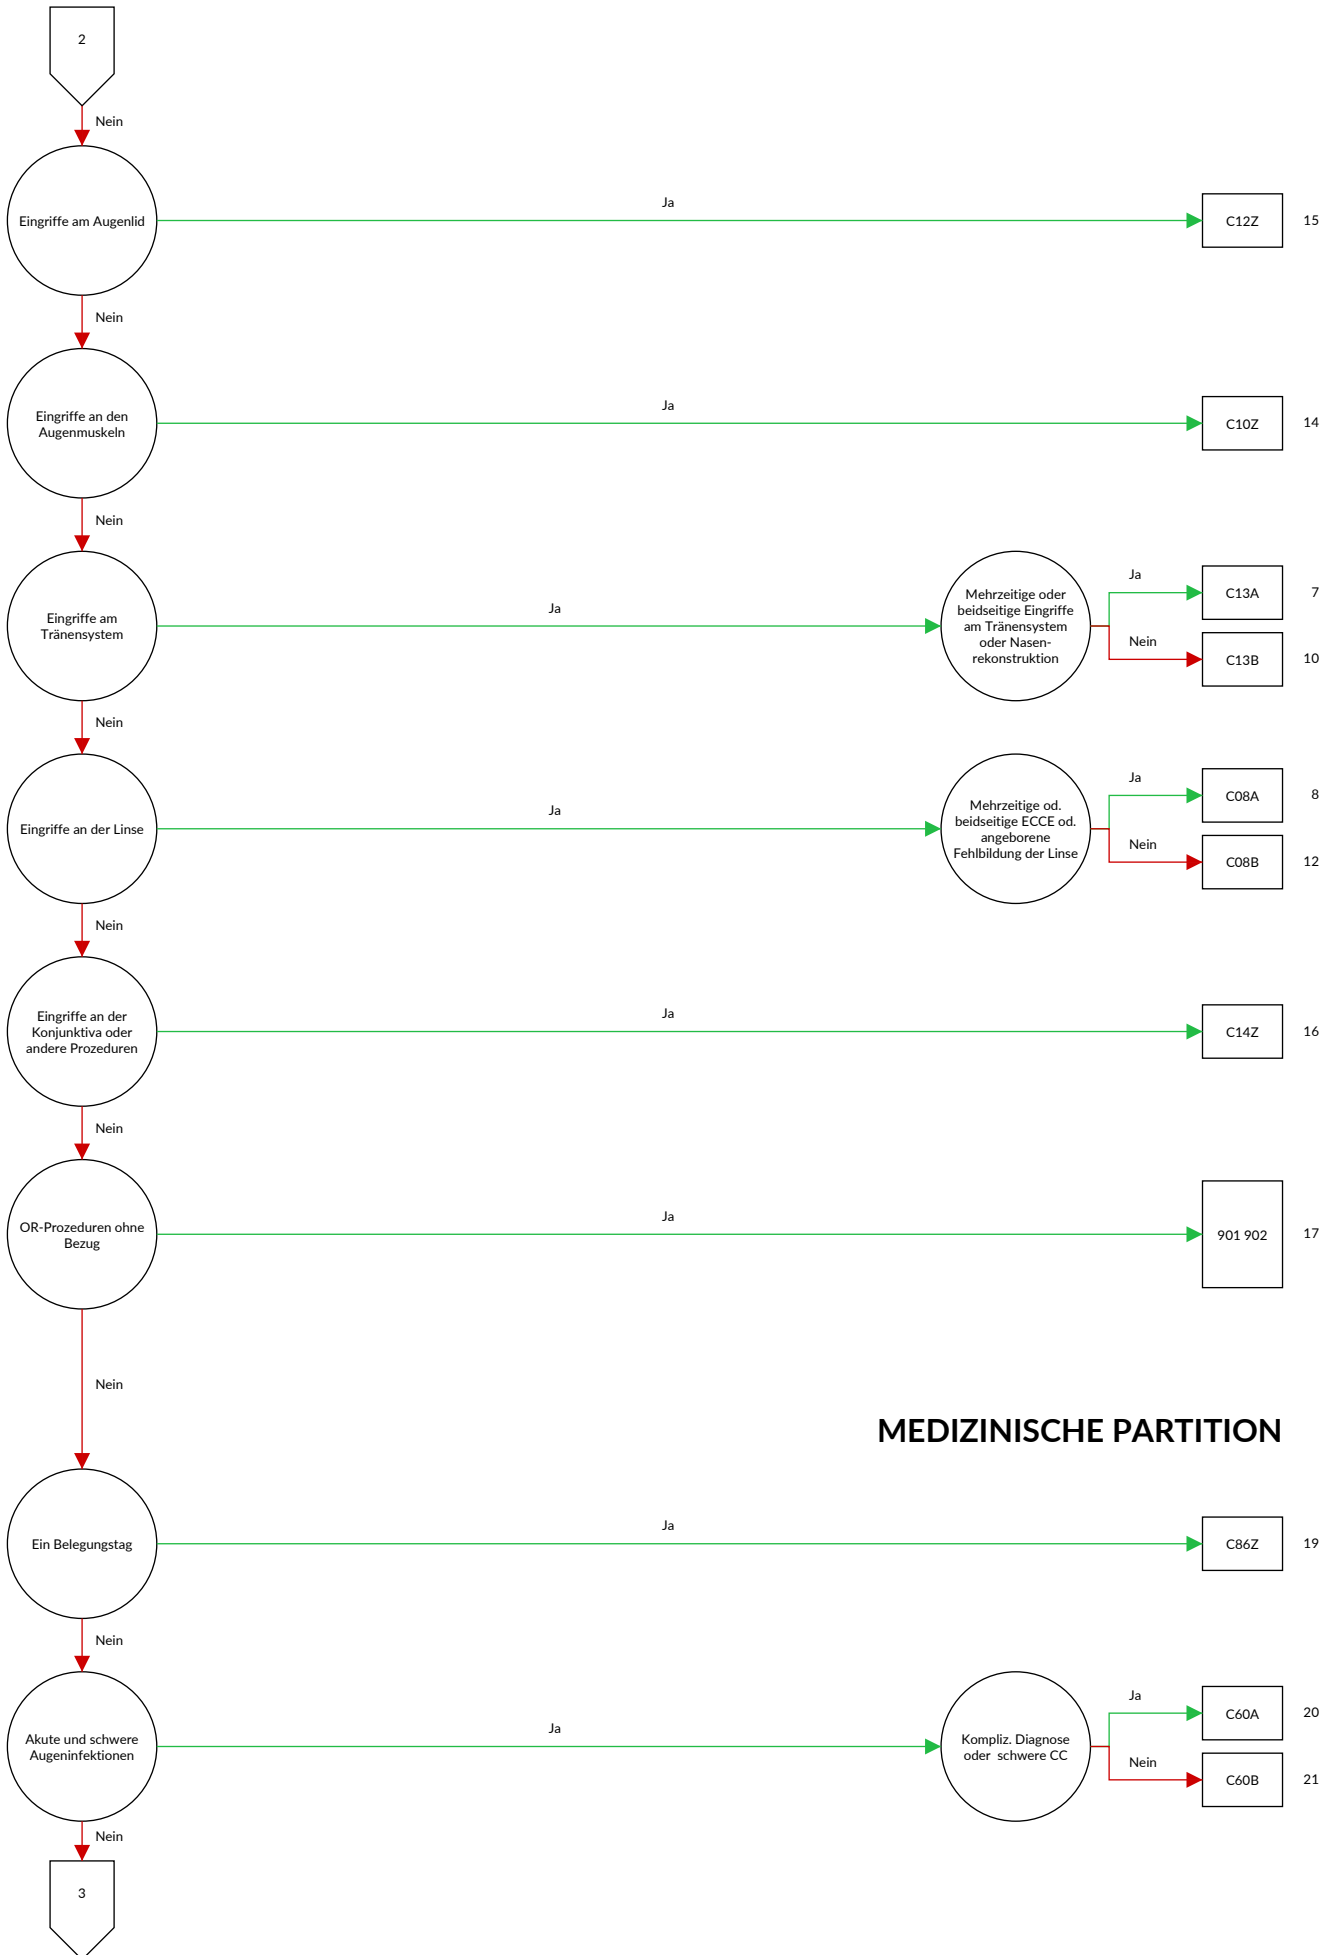 2
Nein
Eingriffe am Augenlid
Ja
C12Z
15
Nein
Eingriffe an den
Augenmuskeln
Ja
C10Z
14
Nein
Eingriffe am
Tränensystem
Ja
Mehrzeitige oder
beidseitige Eingriffe
am Tränensystem
oder Nasen-
rekonstruktion
Ja
C13A
7
Nein
C13B
10
Nein
Eingriffe an der Linse
Ja
Mehrzeitige od.
beidseitige ECCE od.
angeborene
Fehlbildung der Linse
Ja
C08A
8
Nein
C08B
12
Nein
Eingriffe an der
Konjunktiva oder
andere Prozeduren
Ja
C14Z
16
Nein
OR-Prozeduren ohne
Bezug
Ja
901 902
17
Nein
MEDIZINISCHE PARTITION
Ein Belegungstag
Ja
C86Z
19
Nein
Akute und schwere
Augeninfektionen
Ja
Kompliz. Diagnose
oder schwere CC
Ja
C60A
20
Nein
C60B
21
Nein
3